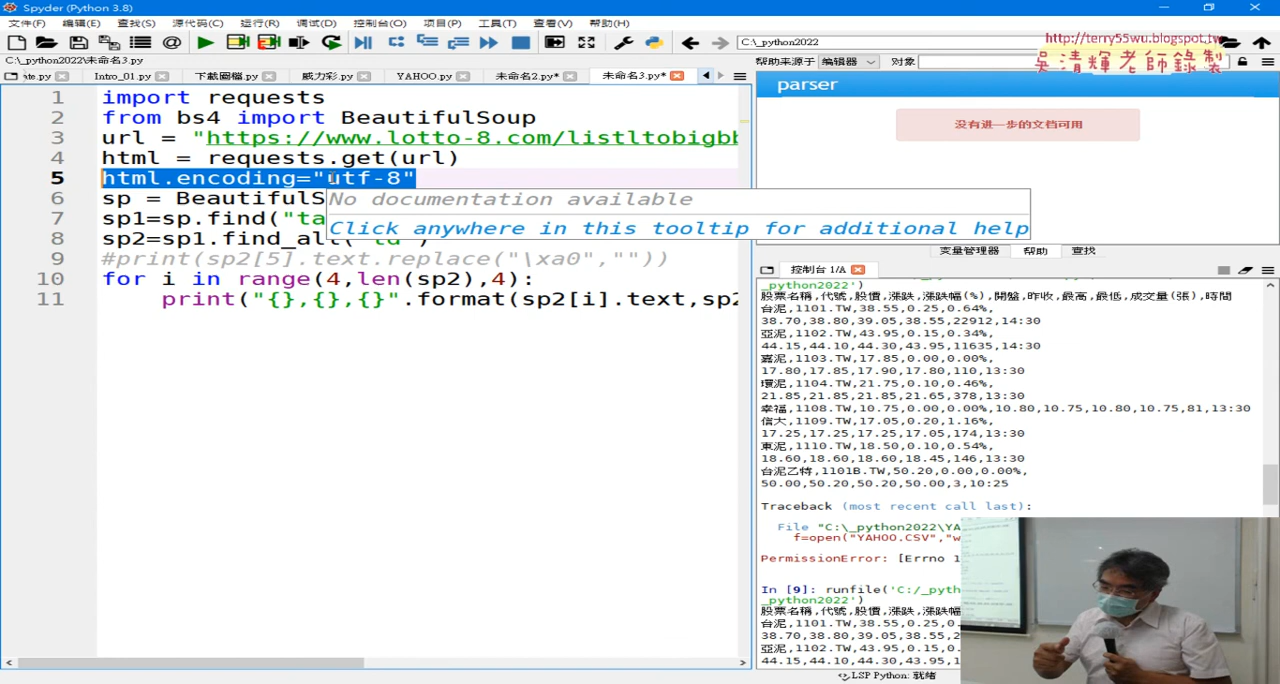 Spyder (Python 3.8)
文件(F) 编辑(E) 查找(S) 源代码(C) 运行(R) 调试(D) 控制台(O) 项目(P) 工具(T) 查看(V) 帮助(H)
C:\_python2022
http://terry55wu.blogspot.tw
吳清輝老師錄製
C:\_python2022\未命名3.py
帮助来源于 编辑器 对象
te.py Intro_01.py 下載圖檔.py 威力彩.py YAHOO.py 未命名2.py* 未命名3.py*
1 import requests
2 from bs4 import BeautifulSoup
3 url = "https://www.lotto-8.com/listltobigbb
4 html = requests.get(url)
5 html.encoding="utf-8"
6 sp = BeautifulS
7 sp1=sp.find("ta
8 sp2=sp1.find_all("td")
9 #print(sp2[5].text.replace("\xa0",""))
10 for i in range(4,len(sp2),4):
11 print("{},{},{}".format(sp2[i].text,sp2
No documentation available
Click anywhere in this tooltip for additional help
parser
没有进一步的文档可用
变量管理器 帮助 查找
控制台 1/A
_python2022')
股票名稱,代號,股價,漲跌,漲跌幅(%),開盤,昨收,最高,最低,成交量(張),時間
台泥,1101.TW,38.55,0.25,0.64%,
38.70,38.80,39.05,38.55,22912,14:30
亞泥,1102.TW,43.95,0.15,0.34%,
44.15,44.10,44.30,43.95,11635,14:30
嘉泥,1103.TW,17.85,0.00,0.00%,
17.80,17.85,17.90,17.80,110,13:30
環泥,1104.TW,21.75,0.10,0.46%,
21.85,21.85,21.85,21.65,378,13:30
幸福,1108.TW,10.75,0.00,0.00%,10.80,10.75,10.80,10.75,81,13:30
信大,1109.TW,17.05,0.20,1.16%,
17.25,17.25,17.25,17.05,174,13:30
東泥,1110.TW,18.50,0.10,0.54%,
18.60,18.60,18.60,18.45,146,13:30
台泥乙特,1101B.TW,50.20,0.00,0.00%,
50.00,50.20,50.20,50.00,3,10:25
Traceback (most recent call last):
File "C:\_python2022\YA
f=open("YAHOO.CSV","w
PermissionError: [Errno 1
In [9]: runfile('C:/_pyth
_python2022')
股票名稱,代號,股價,漲跌,漲跌幅
台泥,1101.TW,38.55,0.25,0.
38.70,38.80,39.05,38.55,2
亞泥,1102.TW,43.95,0.15,0.
44.15,44.10,44.30,43.95,1
LSP Python: 就绪